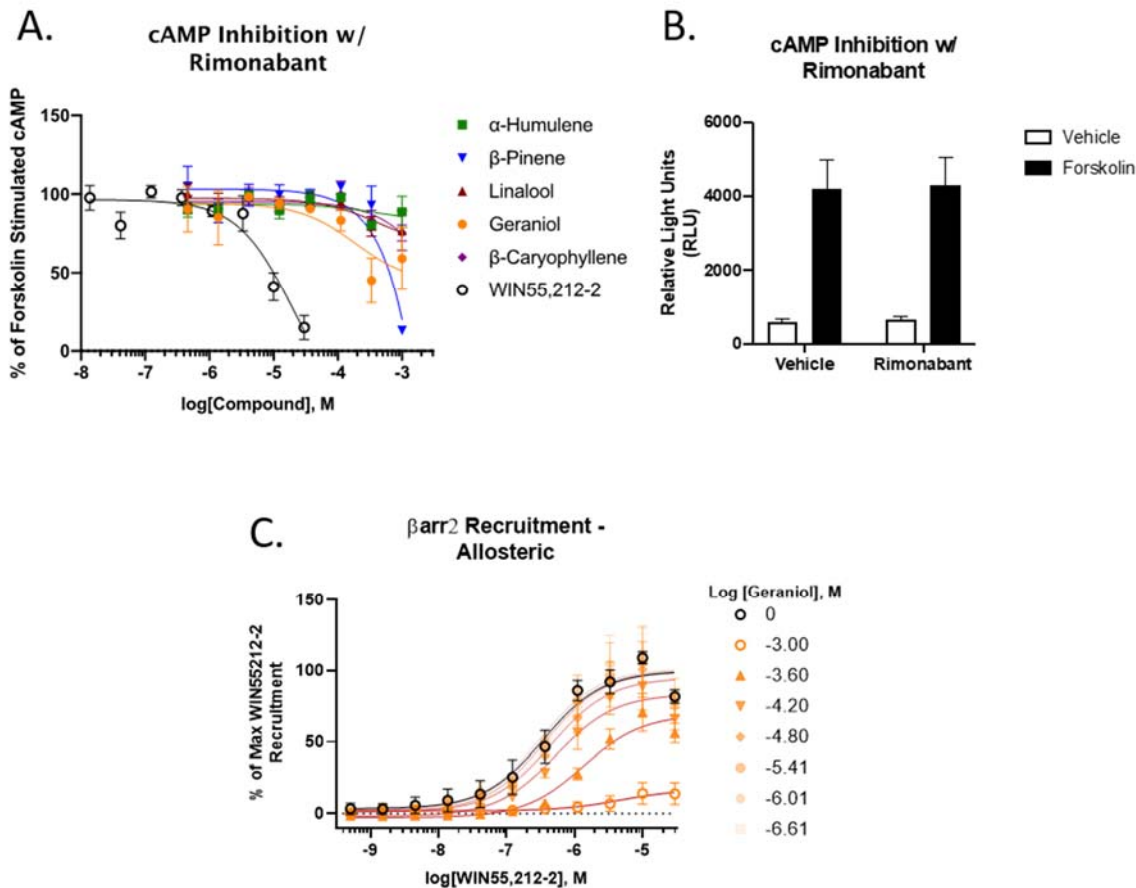 A.
cAMP Inhibition w/
Rimonabant
% of Forskolin Stimulated cAMP
150
100
50
0
-8 -7 -6 -5 -4 -3
log[Compound], M
α-Humulene
β-Pinene
Linalool
Geraniol
β-Caryophyllene
WIN55,212-2
B.
cAMP Inhibition w/
Rimonabant
Relative Light Units
(RLU)
6000
4000
2000
0
Vehicle Rimonabant
Vehicle
Forskolin
C.
βarr2 Recruitment -
Allosteric
% of Max WIN55212-2
Recruitment
150
100
50
0
-9 -8 -7 -6 -5
log[WIN55,212-2], M
Log [Geraniol], M
0
-3.00
-3.60
-4.20
-4.80
-5.41
-6.01
-6.61